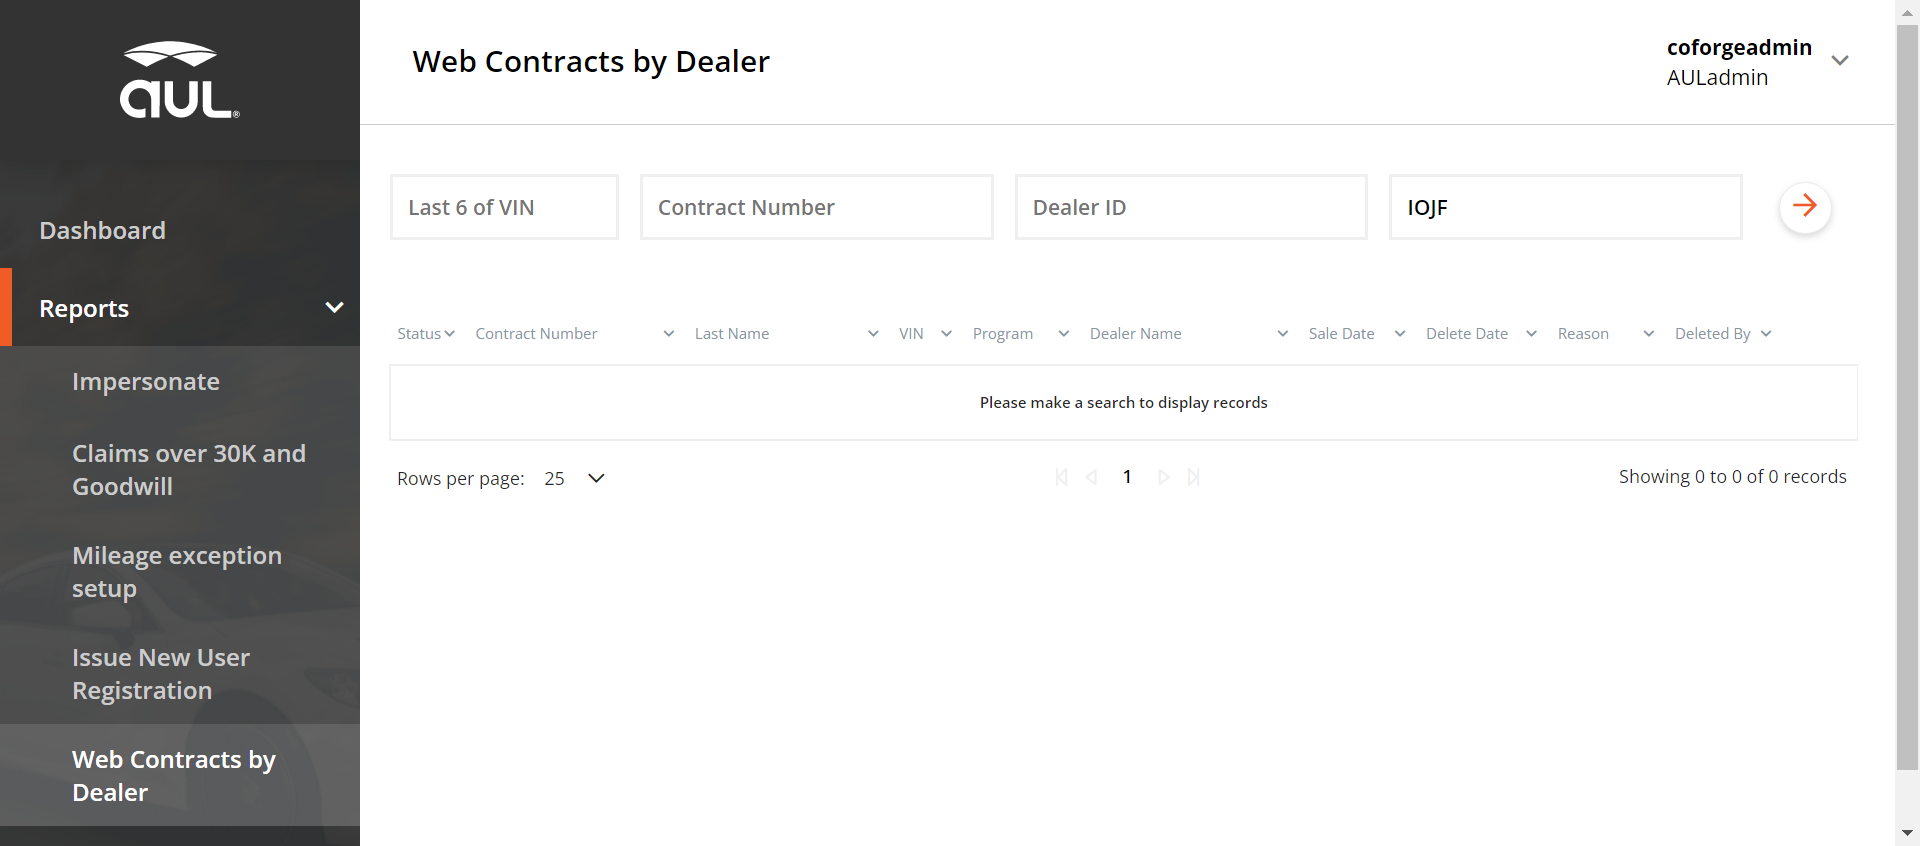 aul®
Web Contracts by Dealer
coforgeadmin
AULadmin
Dashboard
Reports
Impersonate
Claims over 30K and
Goodwill
Mileage exception
setup
Issue New User
Registration
Web Contracts by
Dealer
Last 6 of VIN
Contract Number
Dealer ID
IOJF
Status Contract Number Last Name VIN Program Dealer Name Sale Date Delete Date Reason Deleted By
Please make a search to display records
Rows per page: 25 1 Showing 0 to 0 of 0 records